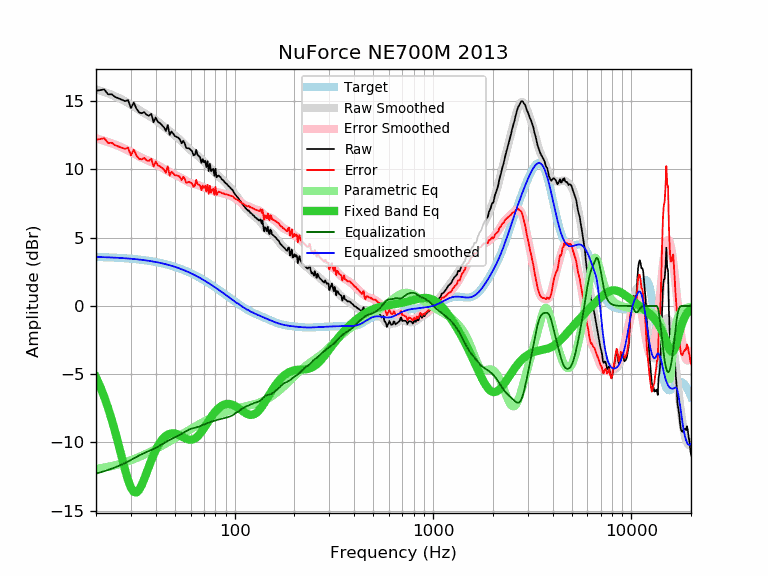 NuForce NE700M 2013
Target
Raw Smoothed
Error Smoothed
Raw
Error
Parametric Eq
Fixed Band Eq
Equalization
Equalized smoothed
15
10
5
0
−5
−10
−15
Amplitude (dBr)
100
1000
10000
Frequency (Hz)